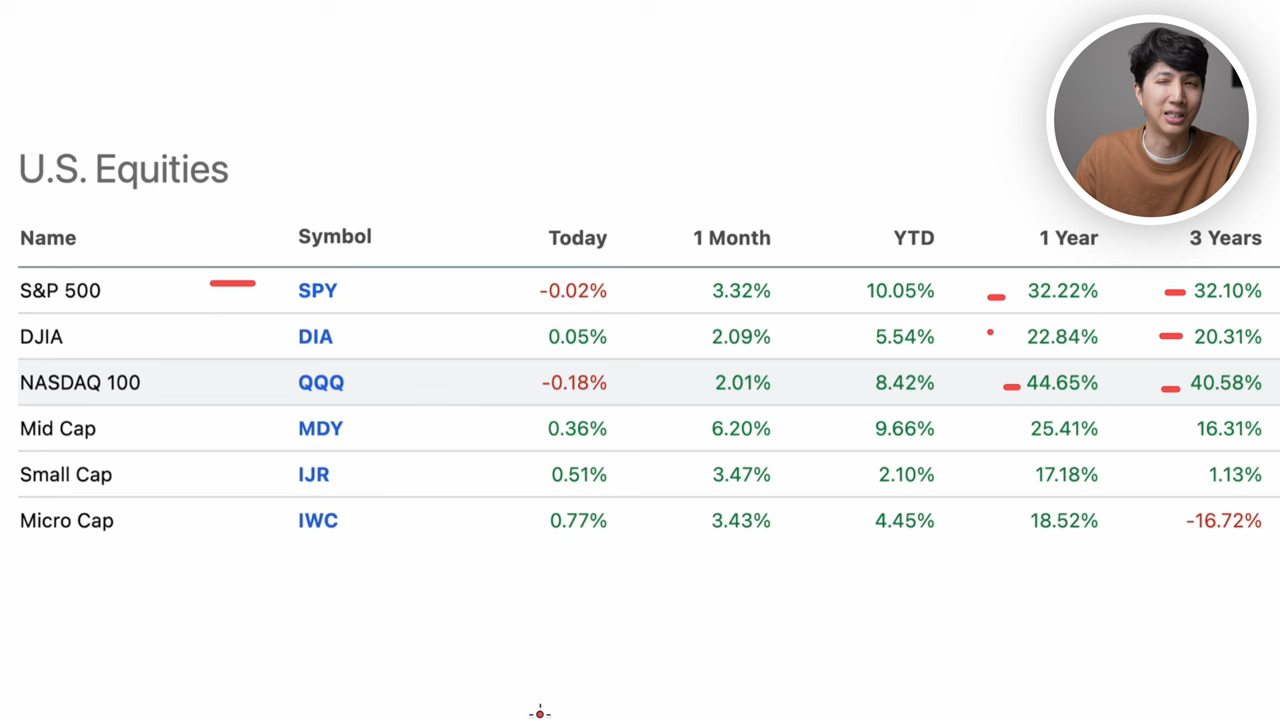 U.S. Equities
Name Symbol Today 1 Month YTD 1 Year 3 Years
S&P 500 SPY -0.02% 3.32% 10.05% 32.22% 32.10%
DJIA DIA 0.05% 2.09% 5.54% 22.84% 20.31%
NASDAQ 100 QQQ -0.18% 2.01% 8.42% 44.65% 40.58%
Mid Cap MDY 0.36% 6.20% 9.66% 25.41% 16.31%
Small Cap IJR 0.51% 3.47% 2.10% 17.18% 1.13%
Micro Cap IWC 0.77% 3.43% 4.45% 18.52% -16.72%